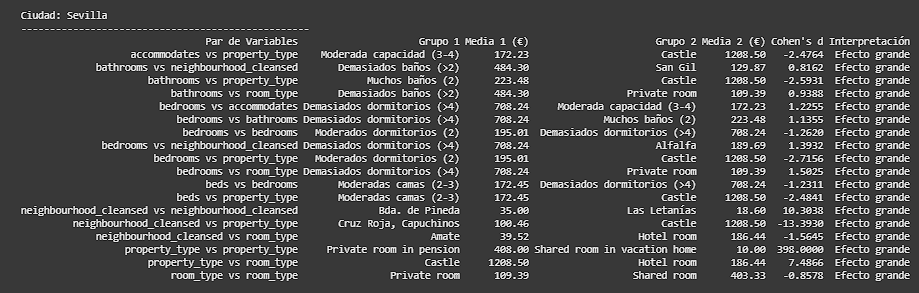 Ciudad: Sevilla
--------------------------------------------------
Par de Variables Grupo 1 Media 1 (€) Grupo 2 Media 2 (€) Cohen's d Interpretación
accommodates vs property_type Moderada capacidad (3-4) 172.23 Castle 1208.50 -2.4764 Efecto grande
bathrooms vs neighbourhood_cleansed Demasiados baños (>2) 484.30 San Gil 129.87 0.8162 Efecto grande
bathrooms vs property_type Muchos baños (2) 223.48 Castle 1208.50 -2.5931 Efecto grande
bathrooms vs room_type Demasiados baños (>2) 484.30 Private room 109.39 0.9388 Efecto grande
bedrooms vs accommodates Demasiados dormitorios (>4) 708.24 Moderada capacidad (3-4) 172.23 1.2255 Efecto grande
bedrooms vs bathrooms Demasiados dormitorios (>4) 708.24 Muchos baños (2) 223.48 1.1355 Efecto grande
bedrooms vs bedrooms Moderados dormitorios (2) 195.01 Demasiados dormitorios (>4) 708.24 -1.2620 Efecto grande
bedrooms vs neighbourhood_cleansed Demasiados dormitorios (>4) 708.24 Alfalfa 189.69 1.3932 Efecto grande
bedrooms vs property_type Moderados dormitorios (2) 195.01 Castle 1208.50 -2.7156 Efecto grande
bedrooms vs room_type Demasiados dormitorios (>4) 708.24 Private room 109.39 1.5025 Efecto grande
beds vs bedrooms Moderadas camas (2-3) 172.45 Demasiados dormitorios (>4) 708.24 -1.2311 Efecto grande
beds vs property_type Moderadas camas (2-3) 172.45 Castle 1208.50 -2.4841 Efecto grande
neighbourhood_cleansed vs neighbourhood_cleansed Bda. de Pineda 35.00 Las Letanías 18.60 10.3038 Efecto grande
neighbourhood_cleansed vs property_type Cruz Roja, Capuchinos 100.46 Castle 1208.50 -13.3930 Efecto grande
neighbourhood_cleansed vs room_type Amate 39.52 Hotel room 186.44 -1.5645 Efecto grande
property_type vs property_type Private room in pension 408.00 Shared room in vacation home 10.00 398.0000 Efecto grande
property_type vs room_type Castle 1208.50 Hotel room 186.44 7.4866 Efecto grande
room_type vs room_type Private room 109.39 Shared room 403.33 -0.8578 Efecto grande